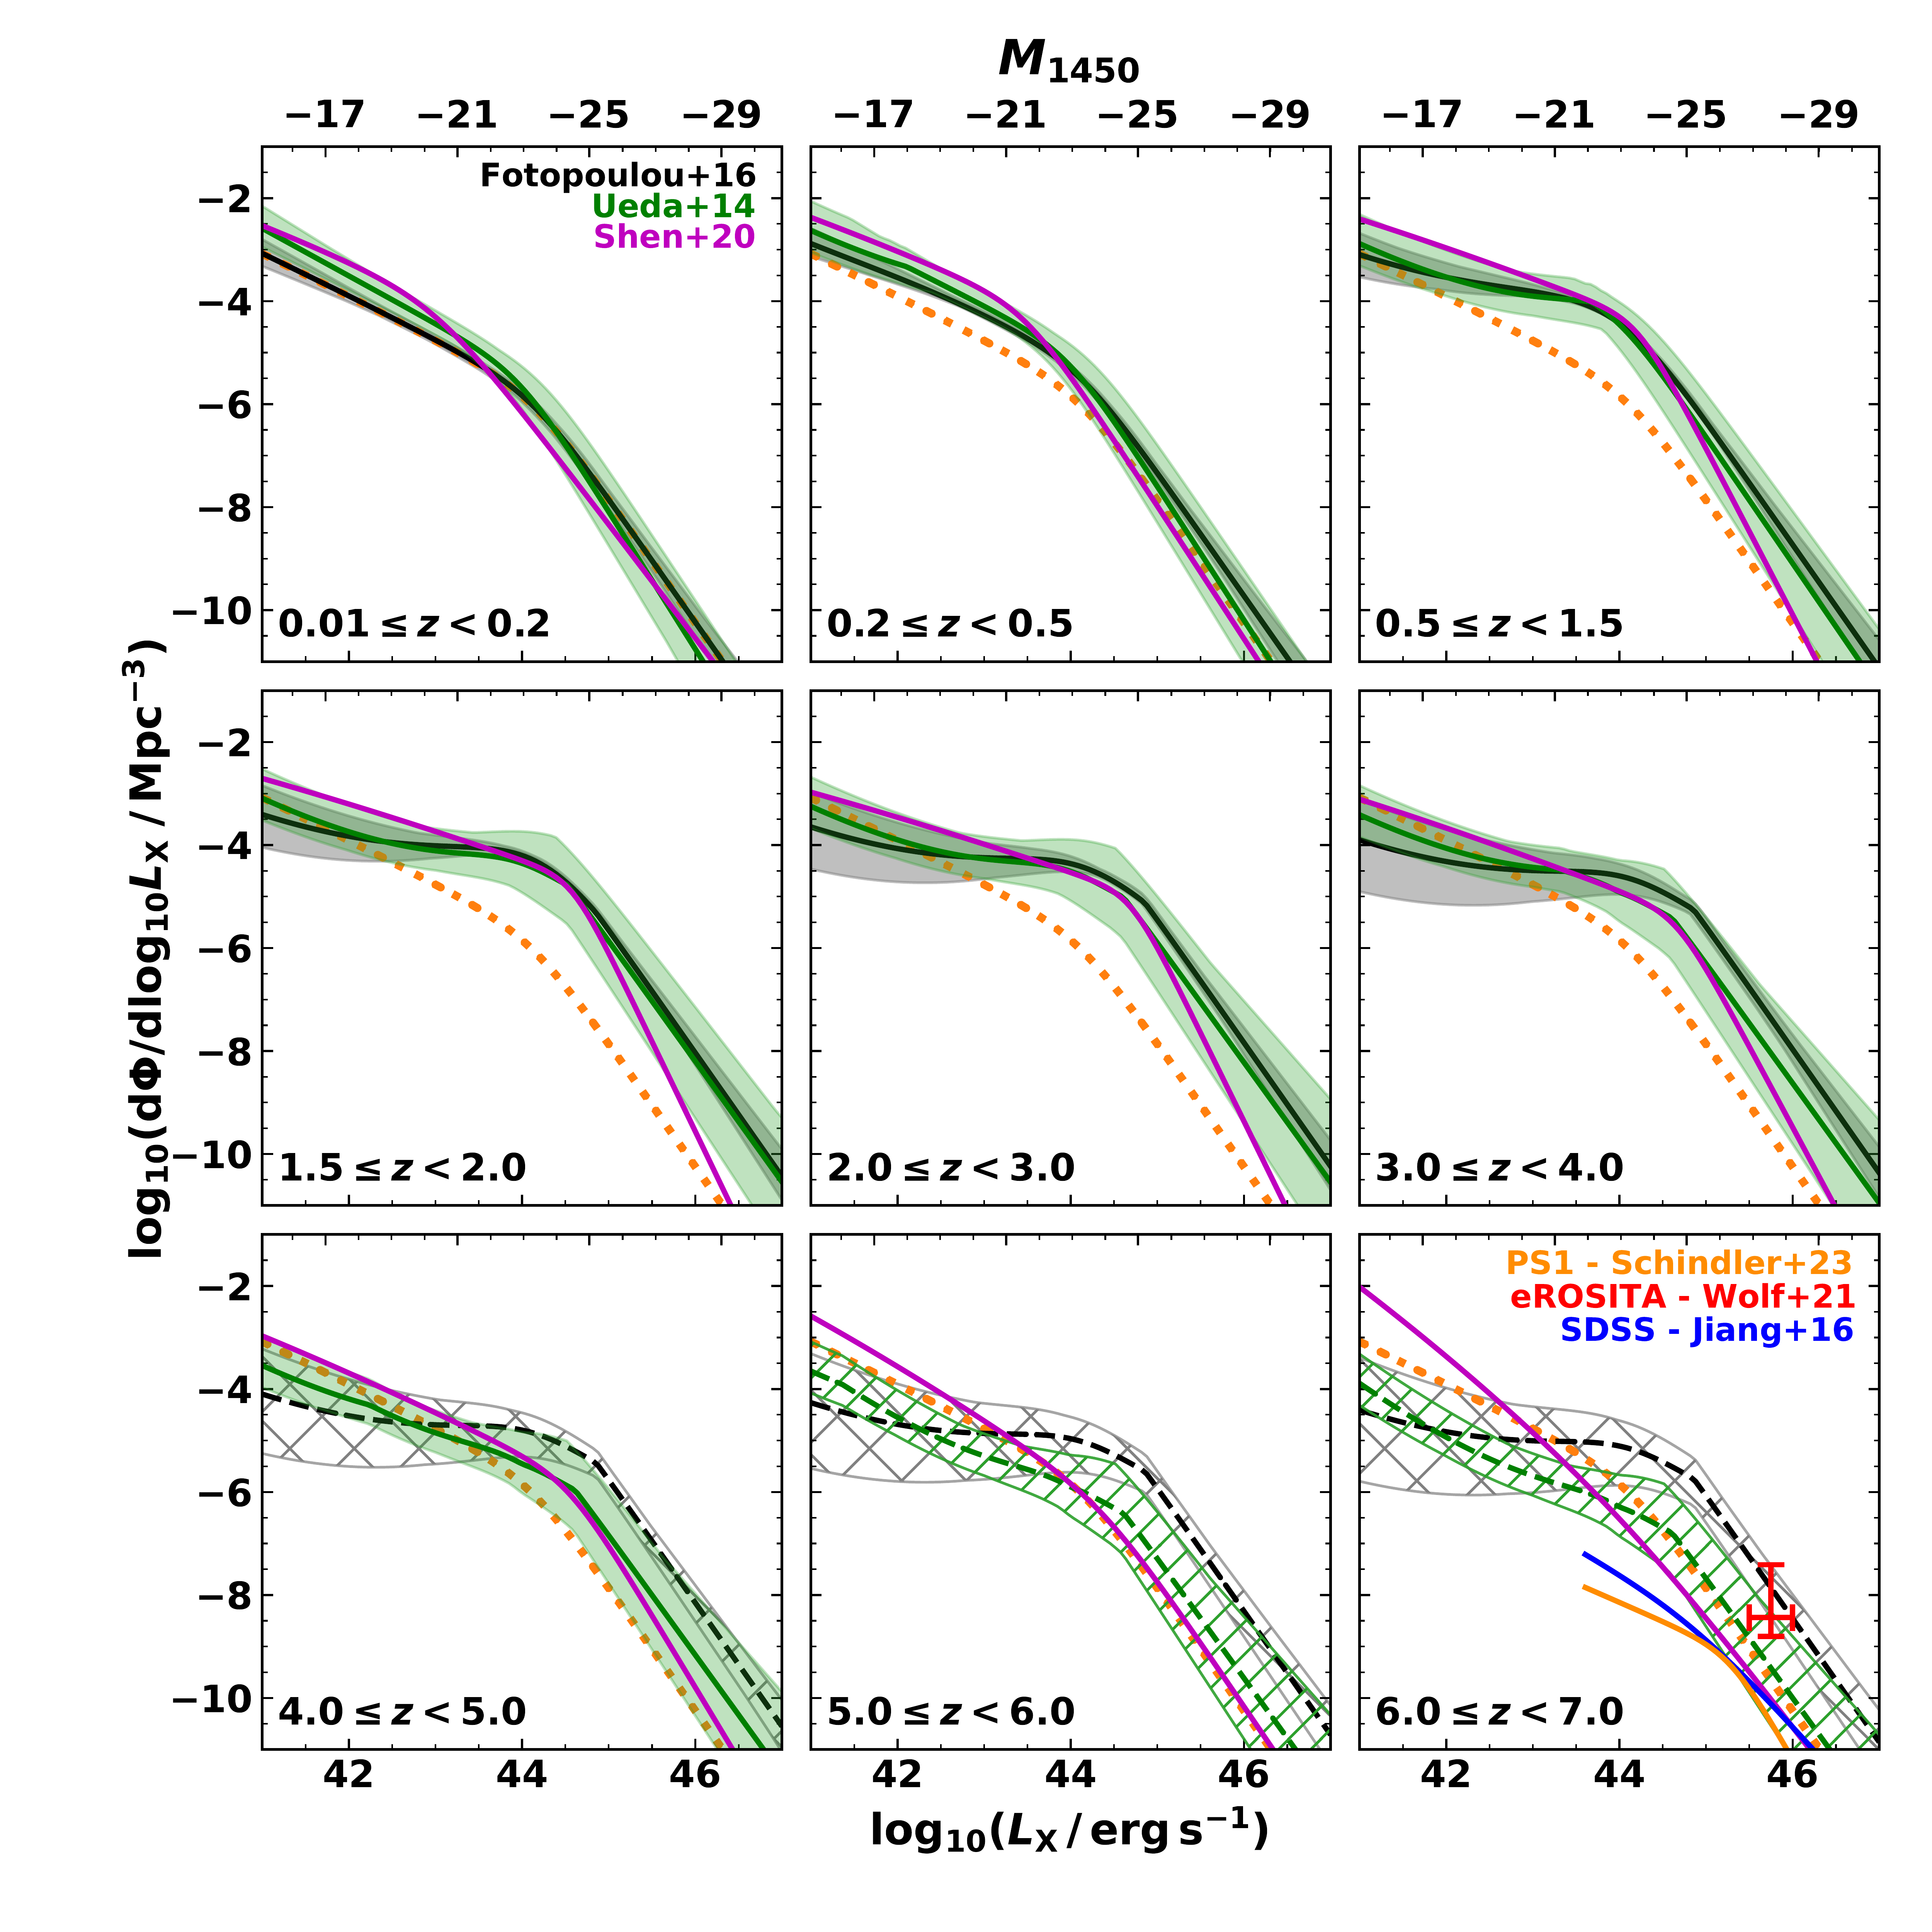 M1450
−17 −21 −25 −29 −17 −21 −25 −29 −17 −21 −25 −29
Fotopoulou+16
Ueda+14
Shen+20
−2
−4
−6
−8
−10
0.01 ≤ z < 0.2
0.2 ≤ z < 0.5
0.5 ≤ z < 1.5
log10(dΦ/dlog10LX / Mpc−3)
−2
−4
−6
−8
−10
1.5 ≤ z < 2.0
2.0 ≤ z < 3.0
3.0 ≤ z < 4.0
PS1 - Schindler+23
eROSITA - Wolf+21
SDSS - Jiang+16
−2
−4
−6
−8
−10
4.0 ≤ z < 5.0
5.0 ≤ z < 6.0
6.0 ≤ z < 7.0
42 44 46 42 44 46 42 44 46
log10(LX / erg s−1)